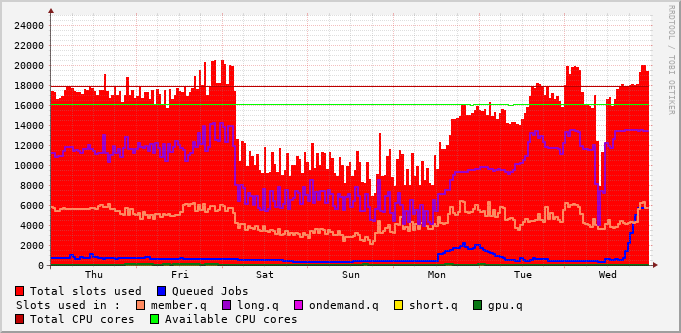 24000
22000
20000
18000
16000
14000
12000
10000
8000
6000
4000
2000
0
Thu Fri Sat Sun Mon Tue Wed
RRDTOOL / TOBI OETIKER
Total slots used Queued Jobs
Slots used in : member.q long.q ondemand.q short.q gpu.q
Total CPU cores Available CPU cores